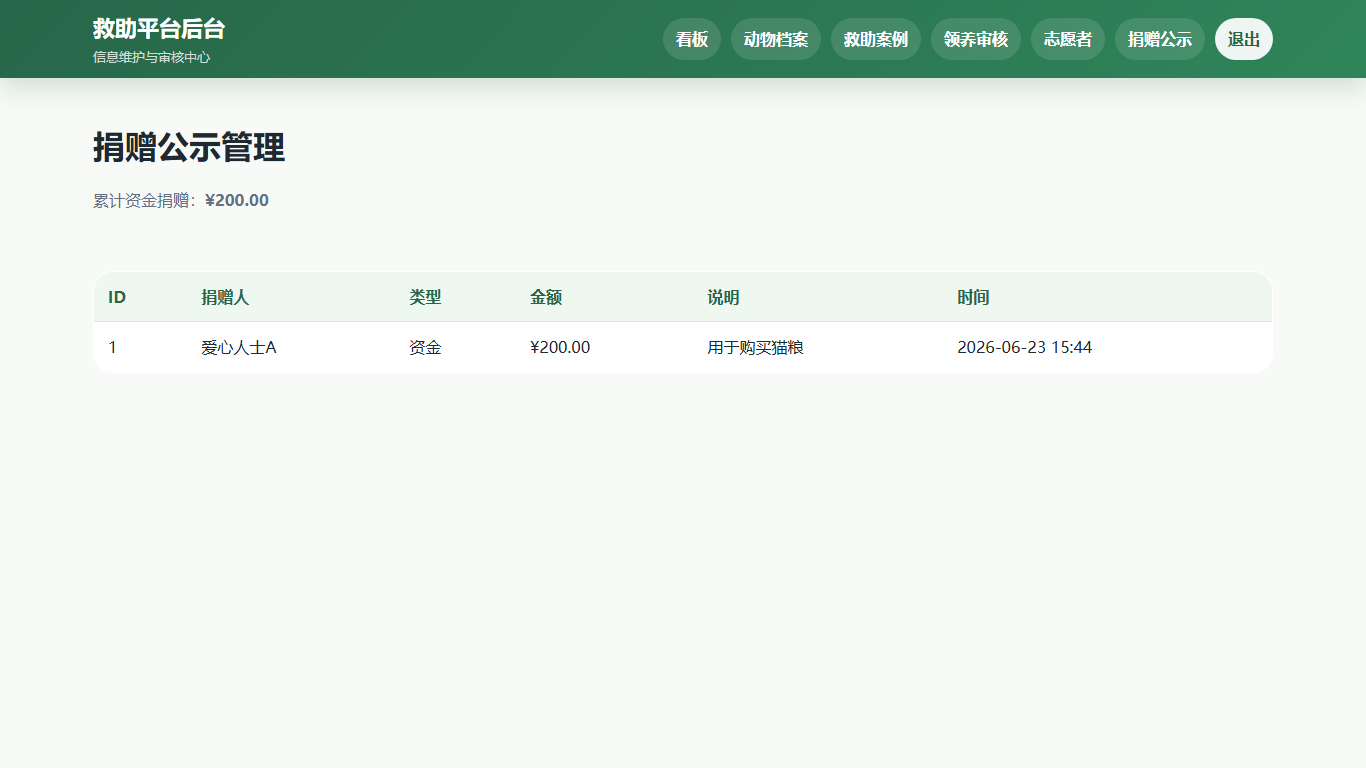 救助平台后台
信息维护与审核中心
看板 动物档案 救助案例 领养审核 志愿者 捐赠公示 退出
捐赠公示管理
累计资金捐赠：¥200.00
ID 捐赠人 类型 金额 说明 时间
1 爱心人士A 资金 ¥200.00 用于购买猫粮 2026-06-23 15:44